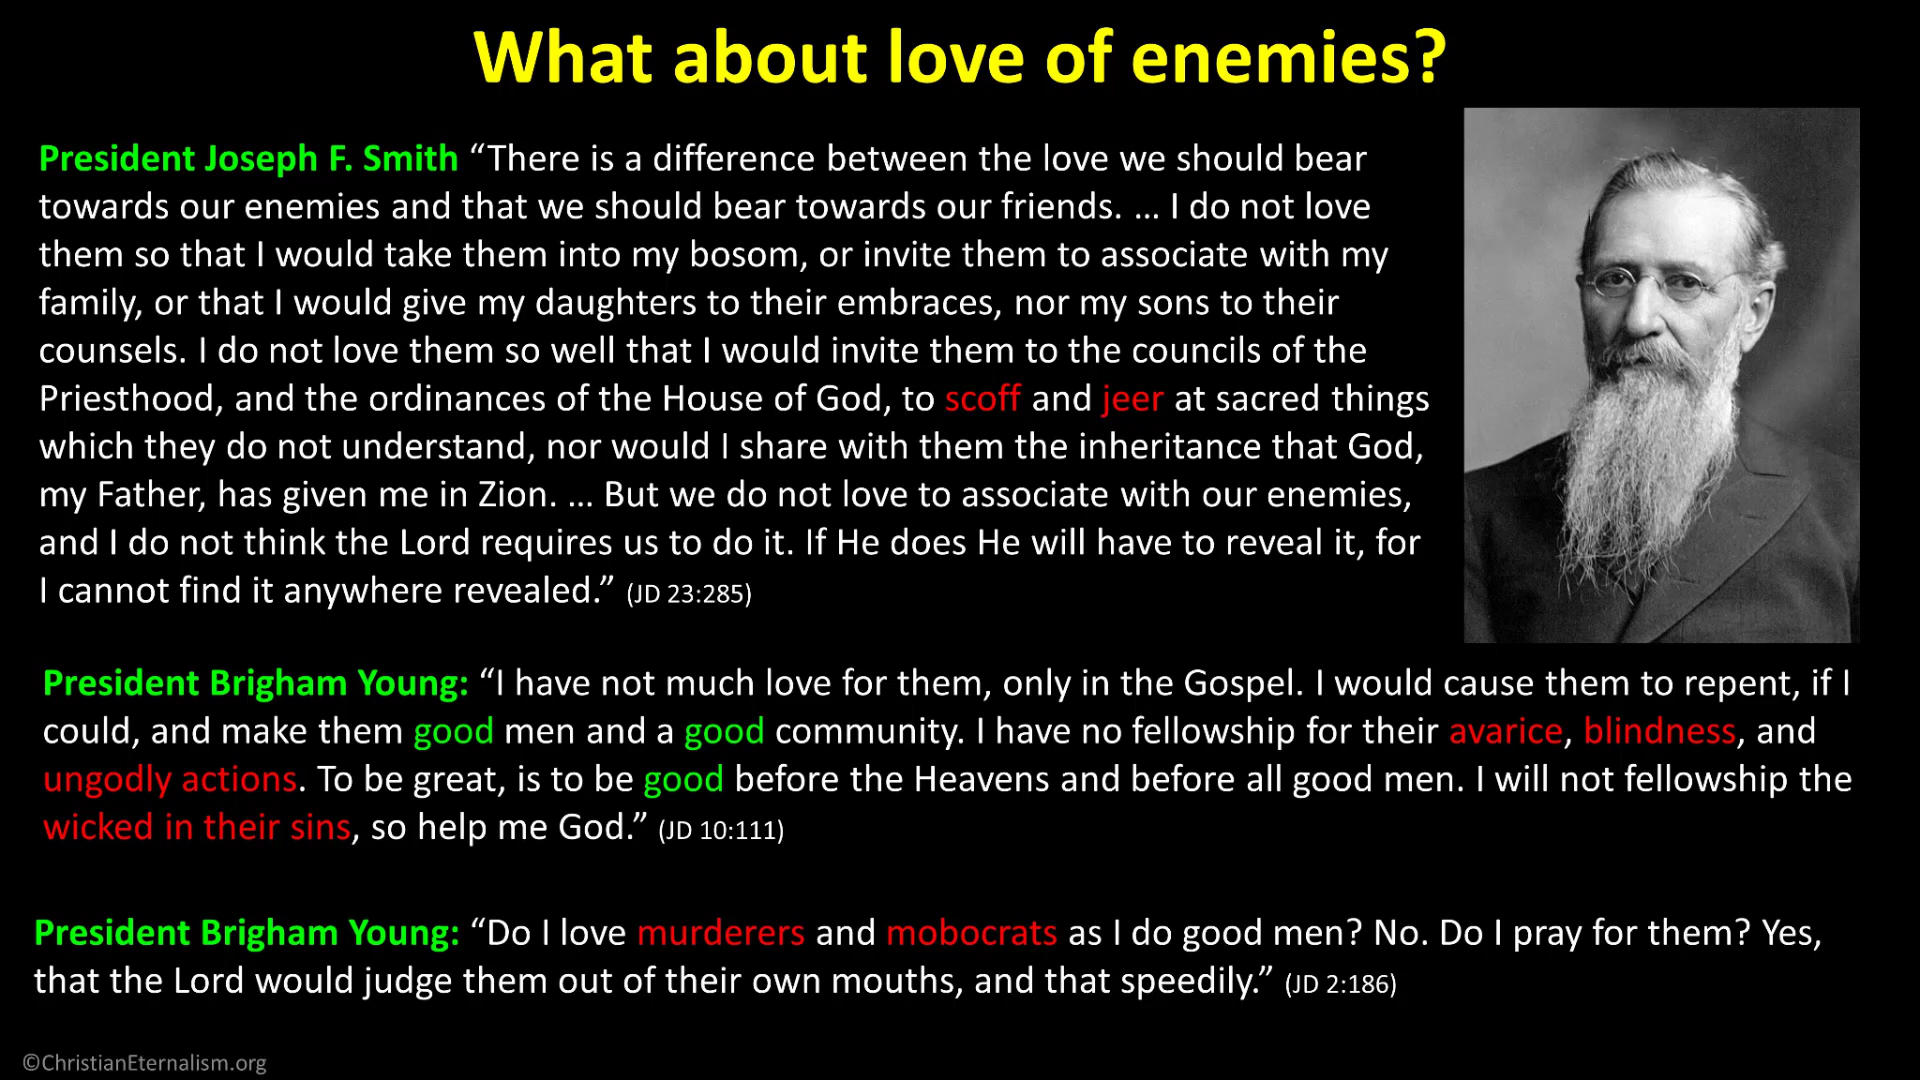 What about love of enemies?
President Joseph F. Smith “There is a difference between the love we should bear
towards our enemies and that we should bear towards our friends. ... I do not love
them so that I would take them into my bosom, or invite them to associate with my
family, or that I would give my daughters to their embraces, nor my sons to their
counsels. I do not love them so well that I would invite them to the councils of the
Priesthood, and the ordinances of the House of God, to scoff and jeer at sacred things
which they do not understand, nor would I share with them the inheritance that God,
my Father, has given me in Zion. ... But we do not love to associate with our enemies,
and I do not think the Lord requires us to do it. If He does He will have to reveal it, for
I cannot find it anywhere revealed.” (JD 23:285)
President Brigham Young: “I have not much love for them, only in the Gospel. I would cause them to repent, if I
could, and make them good men and a good community. I have no fellowship for their avarice, blindness, and
ungodly actions. To be great, is to be good before the Heavens and before all good men. I will not fellowship the
wicked in their sins, so help me God.” (JD 10:111)
President Brigham Young: “Do I love murderers and mobocrats as I do good men? No. Do I pray for them? Yes,
that the Lord would judge them out of their own mouths, and that speedily.” (JD 2:186)
©ChristianEternalism.org